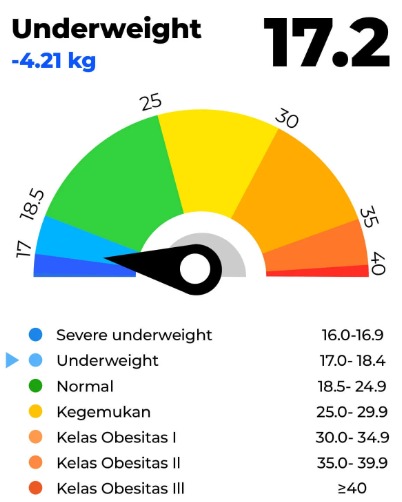 Underweight
17.2
-4.21 kg
25
30
18.5
35
17
40
Severe underweight 16.0-16.9
Underweight 17.0- 18.4
Normal 18.5- 24.9
Kegemukan 25.0- 29.9
Kelas Obesitas I 30.0- 34.9
Kelas Obesitas II 35.0- 39.9
Kelas Obesitas III ≥40